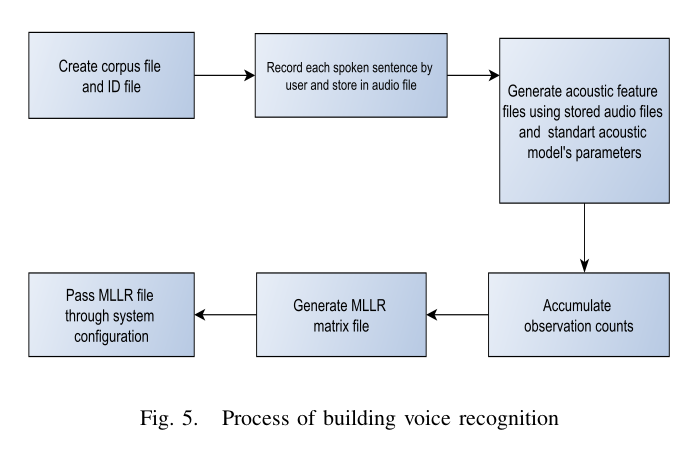 Create corpus file
and ID file
Record each spoken sentence by
user and store in audio file
Generate acoustic feature
files using stored audio files
and standart acoustic
model's parameters
Accumulate
observation counts
Generate MLLR
matrix file
Pass MLLR file
through system
configuration
Fig. 5. Process of building voice recognition